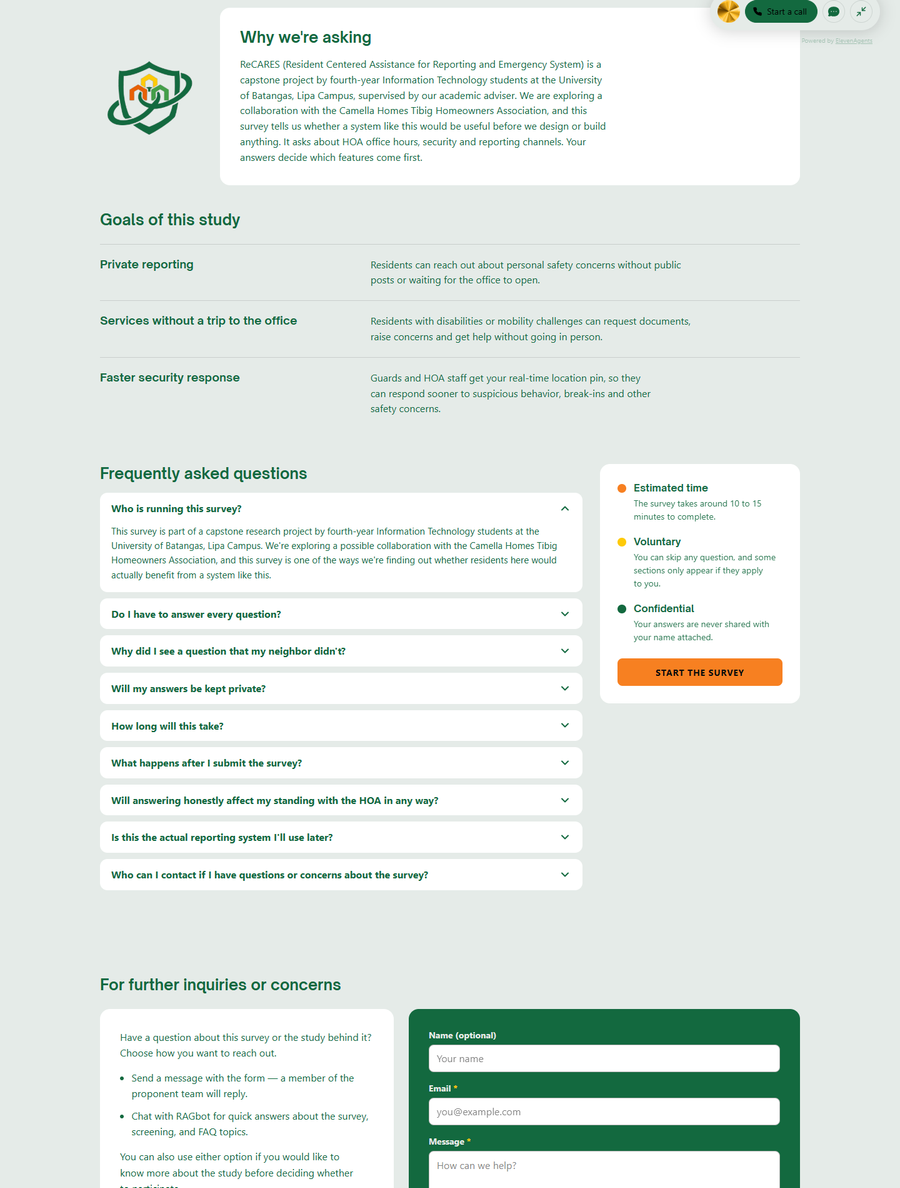 Start a call
Powered by ElevenAgents
Why we're asking
ReCARES (Resident Centered Assistance for Reporting and Emergency System) is a
capstone project by fourth-year Information Technology students at the University
of Batangas, Lipa Campus, supervised by our academic adviser. We are exploring a
collaboration with the Camella Homes Tibig Homeowners Association, and this
survey tells us whether a system like this would be useful before we design or build
anything. It asks about HOA office hours, security and reporting channels. Your
answers decide which features come first.
Goals of this study
Private reporting
Residents can reach out about personal safety concerns without public
posts or waiting for the office to open.
Services without a trip to the office
Residents with disabilities or mobility challenges can request documents,
raise concerns and get help without going in person.
Faster security response
Guards and HOA staff get your real-time location pin, so they
can respond sooner to suspicious behavior, break-ins and other
safety concerns.
Frequently asked questions
Who is running this survey?
This survey is part of a capstone research project by fourth-year Information Technology students at the
University of Batangas, Lipa Campus. We're exploring a possible collaboration with the Camella Homes Tibig
Homeowners Association, and this survey is one of the ways we're finding out whether residents here would
actually benefit from a system like this.
Do I have to answer every question?
Why did I see a question that my neighbor didn't?
Will my answers be kept private?
How long will this take?
What happens after I submit the survey?
Will answering honestly affect my standing with the HOA in any way?
Is this the actual reporting system I'll use later?
Who can I contact if I have questions or concerns about the survey?
Estimated time
The survey takes around 10 to 15
minutes to complete.
Voluntary
You can skip any question, and some
sections only appear if they apply
to you.
Confidential
Your answers are never shared with
your name attached.
START THE SURVEY
For further inquiries or concerns
Have a question about this survey or the study behind it?
Choose how you want to reach out.
• Send a message with the form — a member of the
proponent team will reply.
• Chat with RAGbot for quick answers about the survey,
screening, and FAQ topics.
You can also use either option if you would like to
know more about the study before deciding whether
to participate.
Name (optional)
Your name
Email *
you@example.com
Message *
How can we help?